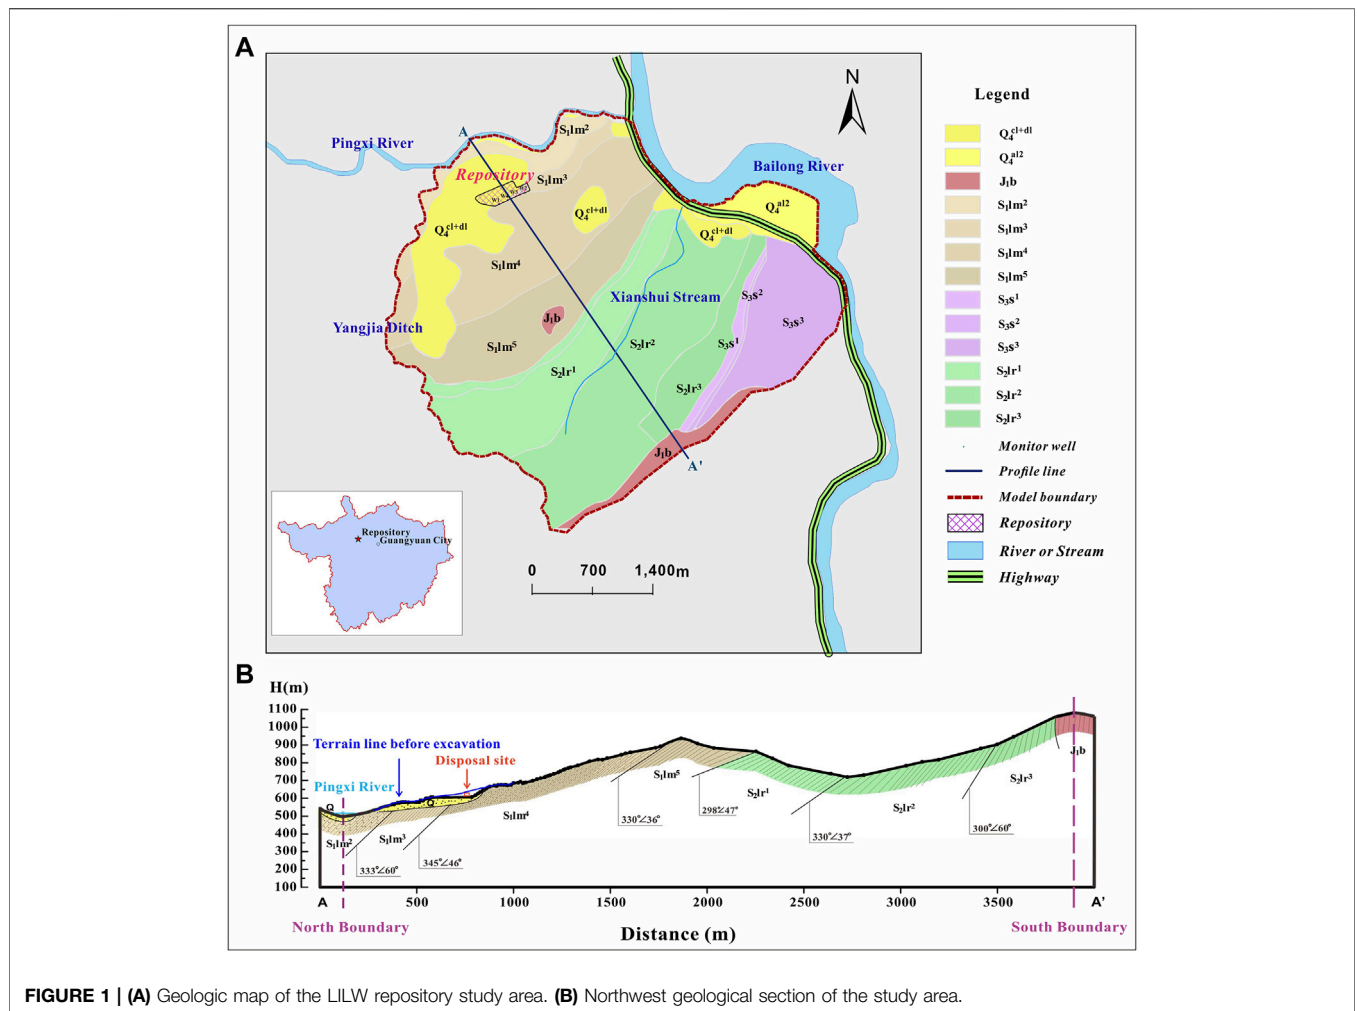 A
N
Legend
Pingxi River
A
S₁lm²
Bailong River
Repository
S₁lm³
W1 W2 W3 W4
Q₄ᶜˡ⁺ᵈˡ
Q₄ᵃˡ²
Q₄ᶜˡ⁺ᵈˡ
Q₄ᶜˡ⁺ᵈˡ
S₁lm⁴
Xianshui Stream
S₃s²
J₁b
S₃s³
Yangjia Ditch
S₁lm⁵
S₂lr²
S₃s¹
S₂lr¹
S₂lr³
J₁b
A'
Q₄ᶜˡ⁺ᵈˡ
Q₄ᵃˡ²
J₁b
S₁lm²
S₁lm³
S₁lm⁴
S₁lm⁵
S₃s¹
S₃s²
S₃s³
S₂lr¹
S₂lr²
S₂lr³
Monitor well
Profile line
Model boundary
Repository
River or Stream
Highway
Repository
Guangyuan City
0 700 1,400m
B
H(m)
1100
1000
900
800
700
600
500
400
300
200
100
Terrain line before excavation
Disposal site
Pingxi River
Q
Q
S₁lm²
S₁lm³
S₁lm⁴
S₁lm⁵
S₂lr¹
S₂lr²
S₂lr³
J₁b
333°∠60°
345°∠46°
330°∠36°
298°∠47°
330°∠37°
300°∠60°
A 500 1000 1500 2000 2500 3000 3500 A'
North Boundary
Distance (m)
South Boundary
FIGURE 1 | (A) Geologic map of the LILW repository study area. (B) Northwest geological section of the study area.